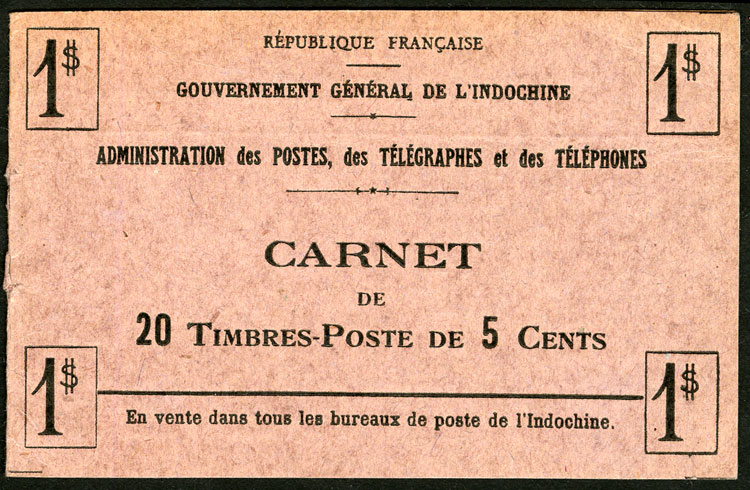 1$ RÉPUBLIQUE FRANÇAISE 1$
GOUVERNEMENT GÉNÉRAL DE L'INDOCHINE
ADMINISTRATION des POSTES, des TÉLÉGRAPHES et des TÉLÉPHONES
CARNET
DE
20 TIMBRES-POSTE DE 5 CENTS
1$ 1$
En vente dans tous les bureaux de poste de l'Indochine.